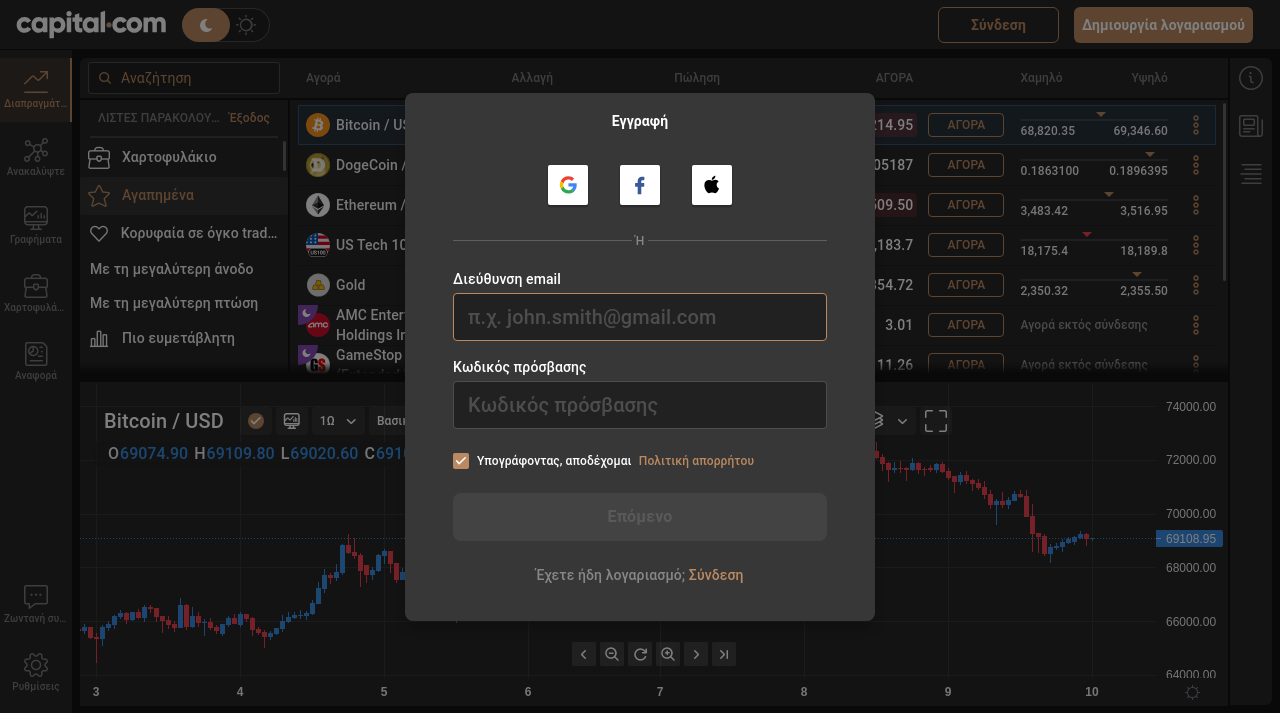 capital.com
Σύνδεση
Δημιουργία λογαριασμού
Διαπραγμάτ...
Ανακαλύψτε
Γραφήματα
Χαρτοφυλά...
Αναφορά
Ζωντανή συ...
Ρυθμίσεις
Αναζήτηση
ΛΙΣΤΕΣ ΠΑΡΑΚΟΛΟΥ... Έξοδος
Χαρτοφυλάκιο
Αγαπημένα
Κορυφαία σε όγκο trad...
Με τη μεγαλύτερη άνοδο
Με τη μεγαλύτερη πτώση
Πιο ευμετάβλητη
Αγορά Αλλαγή Πώληση ΑΓΟΡΑ Χαμηλό Υψηλό
Bitcoin / US 214.95 ΑΓΟΡΑ 68,820.35 69,346.60
DogeCoin / 05187 ΑΓΟΡΑ 0.1863100 0.1896395
Ethereum / 509.50 ΑΓΟΡΑ 3,483.42 3,516.95
US Tech 10 ,183.7 ΑΓΟΡΑ 18,175.4 18,189.8
Gold 354.72 ΑΓΟΡΑ 2,350.32 2,355.50
AMC Enter
Holdings In 3.01 ΑΓΟΡΑ Αγορά εκτός σύνδεσης
GameStop 11.26 ΑΓΟΡΑ Αγορά εκτός σύνδεσης
Εγγραφή
Ή
Διεύθυνση email
π.χ. john.smith@gmail.com
Κωδικός πρόσβασης
Κωδικός πρόσβασης
Υπογράφοντας, αποδέχομαι Πολιτική απορρήτου
Επόμενο
Έχετε ήδη λογαριασμό; Σύνδεση
Bitcoin / USD 1Ω Βασι
O69074.90 H69109.80 L69020.60 C6910
74000.00
72000.00
70000.00
69108.95
68000.00
66000.00
64000.00
3 4 5 6 7 8 9 10